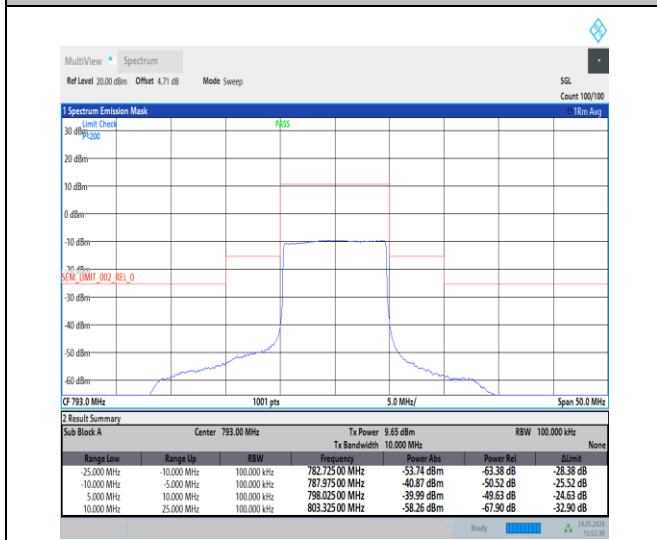 MultiView Spectrum
Ref Level 20.00 dBm Offset 4.71 dB Mode Sweep SGL
Count 100/100
1 Spectrum Emission Mask 1Rm Avg
Limit Check PASS
30 dBm
P<200
20 dBm
10 dBm
0 dBm
-10 dBm
-20 dBm
SEM_LIMIT_002_REL_0
-30 dBm
-40 dBm
-50 dBm
-60 dBm
CF 793.0 MHz 1001 pts 5.0 MHz/ Span 50.0 MHz
2 Result Summary
Sub Block A Center 793.00 MHz Tx Power 9.65 dBm RBW 100.000 kHz
Tx Bandwidth 10.000 MHz None
Range Low Range Up RBW Frequency Power Abs Power Rel ΔLimit
-25.000 MHz -10.000 MHz 100.000 kHz 782.72500 MHz -53.74 dBm -63.38 dB -28.38 dB
-10.000 MHz -5.000 MHz 100.000 kHz 787.97500 MHz -40.87 dBm -50.52 dB -25.52 dB
5.000 MHz 10.000 MHz 100.000 kHz 798.02500 MHz -39.99 dBm -49.63 dB -24.63 dB
10.000 MHz 25.000 MHz 100.000 kHz 803.32500 MHz -58.26 dBm -67.90 dB -32.90 dB
Ready 24.05.2024
15:52:38